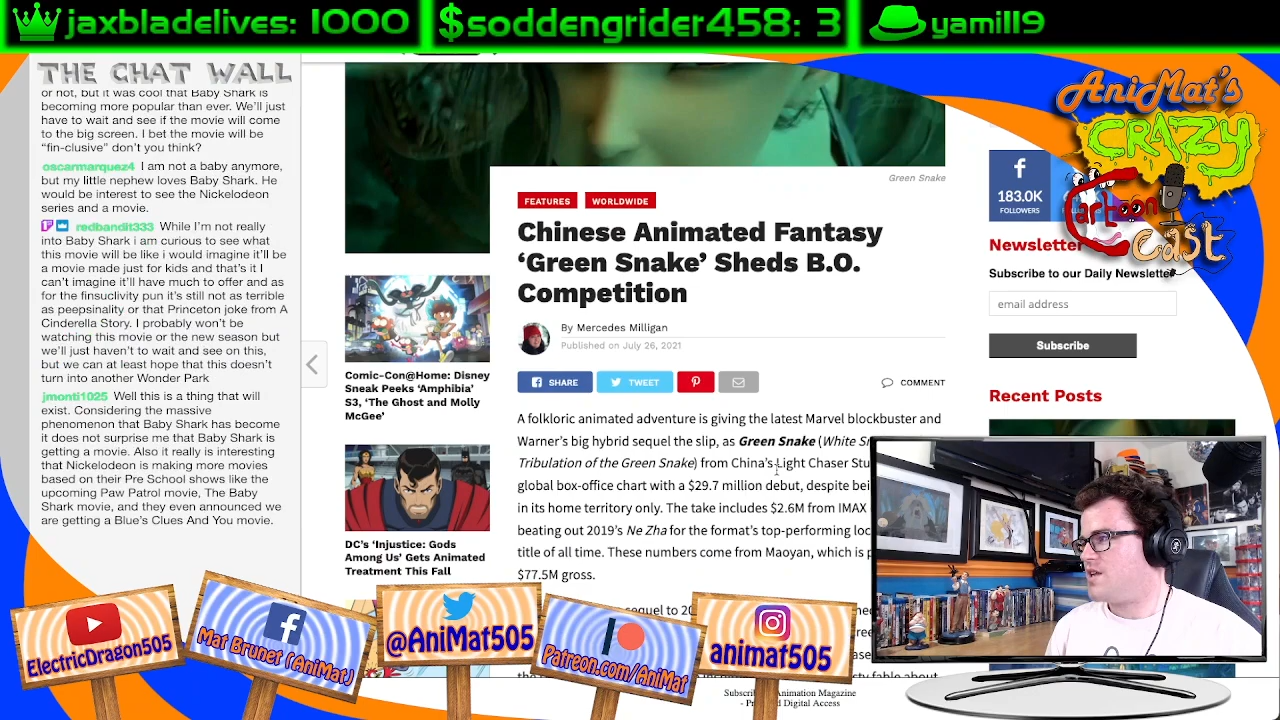 jaxbladelives: 1000
$soddengrider458: 3
yamill9
THE CHAT WALL
or not, but it was cool that Baby Shark is
becoming more popular than ever. We'll just
have to wait and see if the movie will come
to the big screen. I bet the movie will be
"fin-clusive" don't you think?
oscarmarquez4 I am not a baby anymore,
but my little nephew loves Baby Shark. He
would be interest to see the Nickelodeon
series and a movie.
redbandit333 While I'm not really
into Baby Shark i am curious to see what
this movie will be like i would imagine it'll be
a movie made just for kids and that's it I
can't imagine it'll have much to offer and as
for the finsuclivity pun it's still not as terrible
as peepsinality or that Princeton joke from A
Cinderella Story. I probably won't be
watching this movie or the new season but
we'll just haven't to wait and see on this,
but we can at least hope that this doesn't
turn into another Wonder Park
jmonti1025 Well this is a thing that will
exist. Considering the massive
phenomenon that Baby Shark has become
it does not surprise me that Baby Shark is
getting a movie. Also it really is interesting
that Nickelodeon is making more movies
based on their Pre School shows like the
upcoming Paw Patrol movie, The Baby
Shark movie, and they even announced we
are getting a Blue's Clues And You movie.
Comic-Con@Home: Disney
Sneak Peeks 'Amphibia'
S3, 'The Ghost and Molly
McGee'
DC's 'Injustice: Gods
Among Us' Gets Animated
Treatment This Fall
Green Snake
FEATURES
WORLDWIDE
Chinese Animated Fantasy
'Green Snake' Sheds B.O.
Competition
By Mercedes Milligan
Published on July 26, 2021
SHARE
TWEET
COMMENT
A folkloric animated adventure is giving the latest Marvel blockbuster and
Warner's big hybrid sequel the slip, as Green Snake (White
Tribulation of the Green Snake) from China's Light Chaser
global box-office chart with a $29.7 million debut, despite
in its home territory only. The take includes $2.6M from IMAX
beating out 2019's Ne Zha for the format's top-performing
title of all time. These numbers come from Maoyan, which is
$77.5M gross.
sequel to
Subscribe Animation Magazine
Digital Access
AniMat's
CRAZY
Cartoon
Cast
183.0K
FOLLOWERS
Newsletter
Subscribe to our Daily Newsletter
email address
Subscribe
Recent Posts
ElectricDragon505
Mat Brunet (AniMat)
@AniMat505
Patreon.com/AniMat
animat505